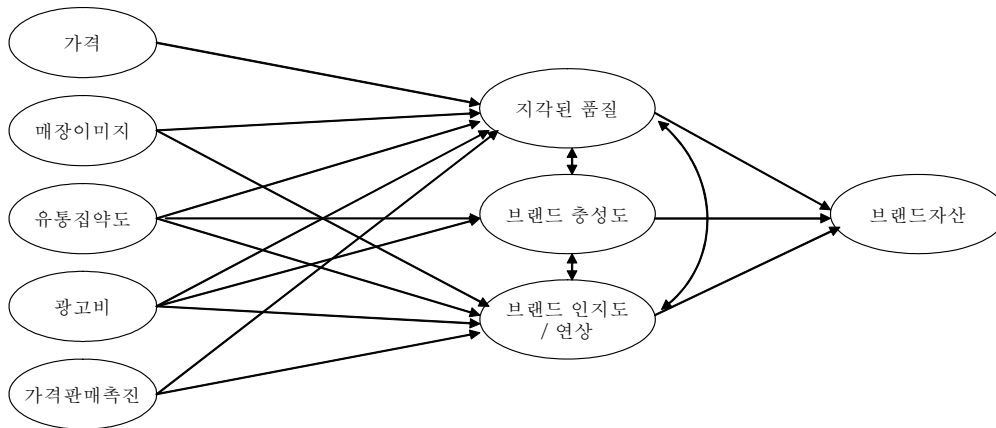 가격
매장이미지
유통집약도
광고비
가격판매촉진
지각된 품질
브랜드 충성도
브랜드 인지도
/ 연상
브랜드자산